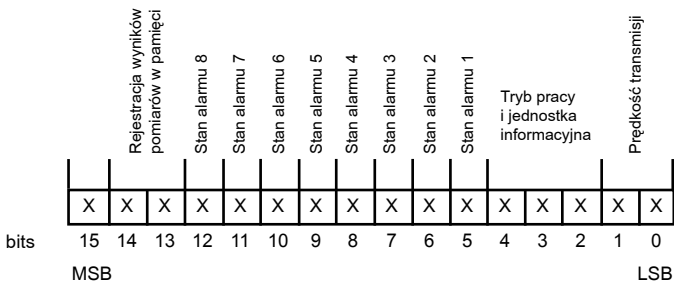 Rejestracja wyników
pomiarów w pamięci
Stan alarmu 8
Stan alarmu 7
Stan alarmu 6
Stan alarmu 5
Stan alarmu 4
Stan alarmu 3
Stan alarmu 2
Stan alarmu 1
Tryb pracy
i jednostka
informacyjna
Prędkość transmisji
X X X X X X X X X X X X X X X X
bits 15 14 13 12 11 10 9 8 7 6 5 4 3 2 1 0
MSB LSB